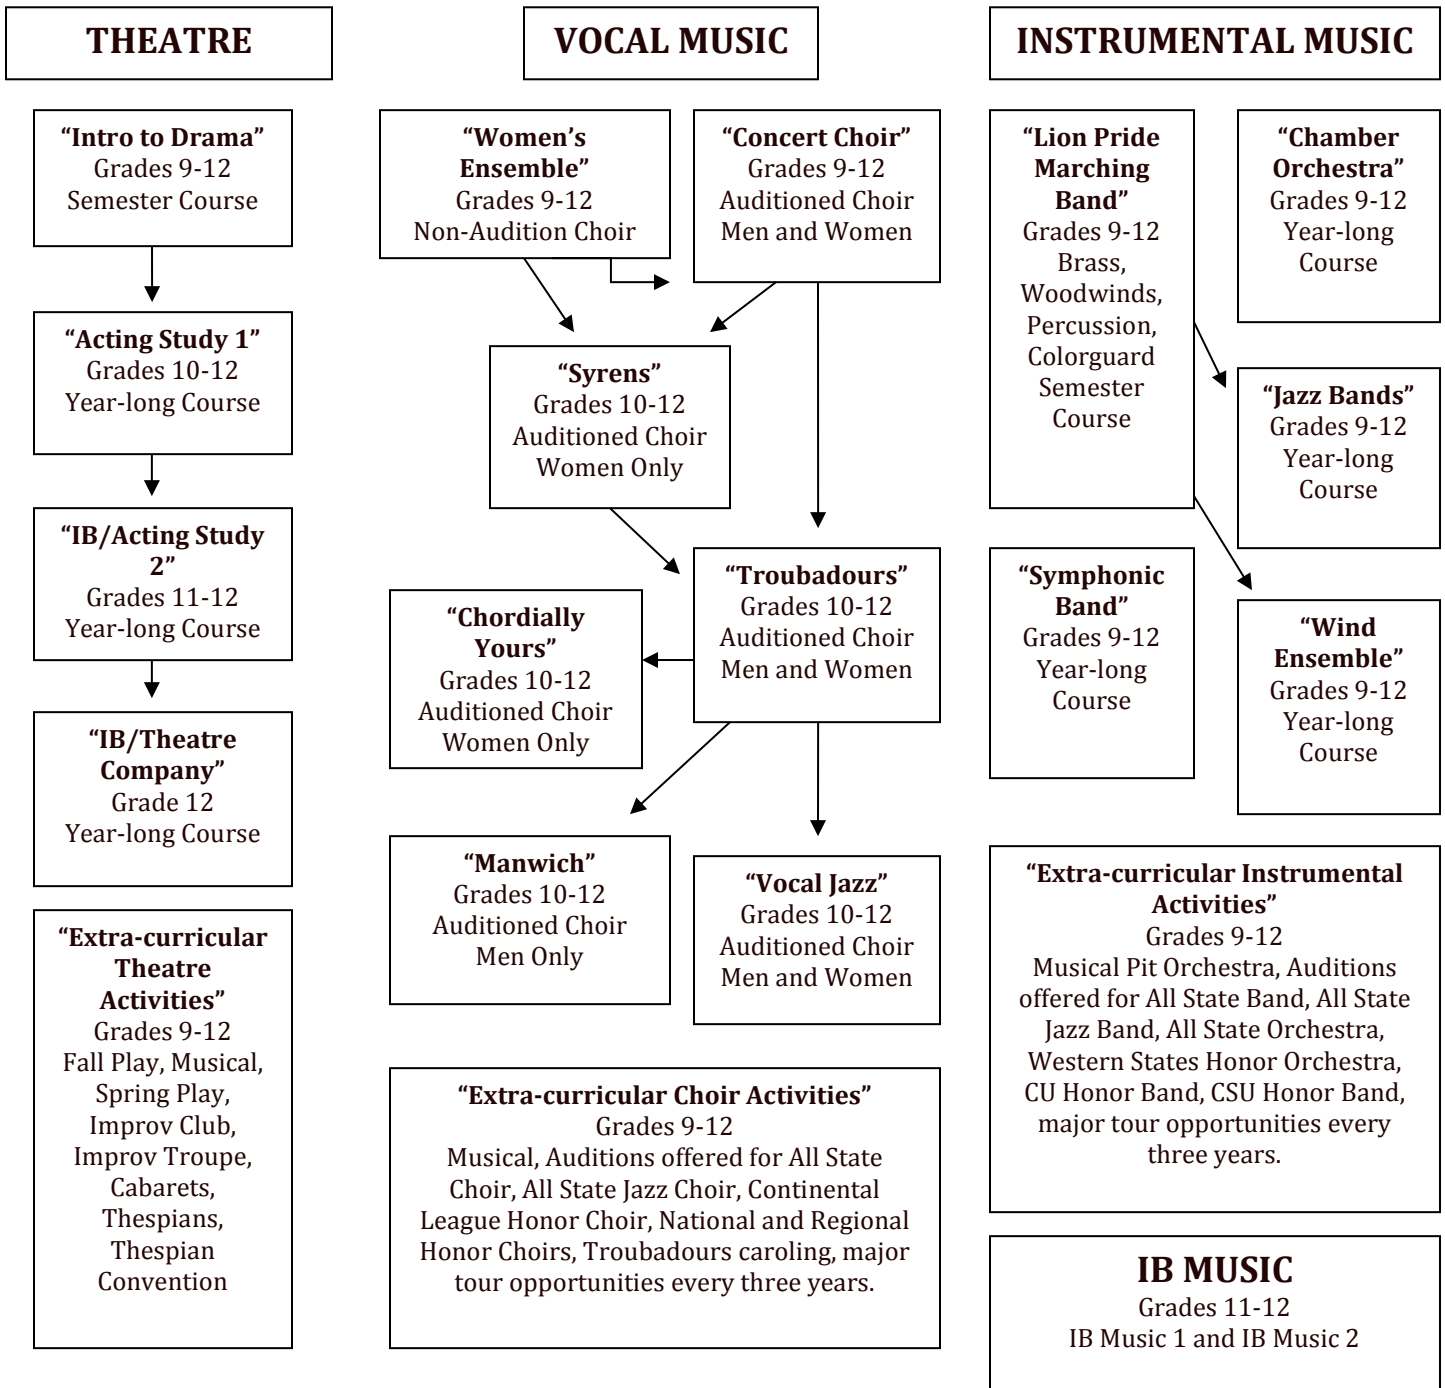 THEATRE
“Intro to Drama”
Grades 9-12
Semester Course
“Acting Study 1”
Grades 10-12
Year-long Course
“IB/Acting Study
2”
Grades 11-12
Year-long Course
“IB/Theatre
Company”
Grade 12
Year-long Course
“Extra-curricular
Theatre
Activities”
Grades 9-12
Fall Play, Musical,
Spring Play,
Improv Club,
Improv Troupe,
Cabarets,
Thespians,
Thespian
Convention
VOCAL MUSIC
“Women’s
Ensemble”
Grades 9-12
Non-Audition Choir
“Concert Choir”
Grades 9-12
Auditioned Choir
Men and Women
“Syrens”
Grades 10-12
Auditioned Choir
Women Only
“Troubadours”
Grades 10-12
Auditioned Choir
Men and Women
“Chordially
Yours”
Grades 10-12
Auditioned Choir
Women Only
“Manwich”
Grades 10-12
Auditioned Choir
Men Only
“Vocal Jazz”
Grades 10-12
Auditioned Choir
Men and Women
“Extra-curricular Choir Activities”
Grades 9-12
Musical, Auditions offered for All State
Choir, All State Jazz Choir, Continental
League Honor Choir, National and Regional
Honor Choirs, Troubadours caroling, major
tour opportunities every three years.
INSTRUMENTAL MUSIC
“Lion Pride
Marching
Band”
Grades 9-12
Brass,
Woodwinds,
Percussion,
Colorguard
Semester
Course
“Chamber
Orchestra”
Grades 9-12
Year-long
Course
“Jazz Bands”
Grades 9-12
Year-long
Course
“Symphonic
Band”
Grades 9-12
Year-long
Course
“Wind
Ensemble”
Grades 9-12
Year-long
Course
“Extra-curricular Instrumental
Activities”
Grades 9-12
Musical Pit Orchestra, Auditions
offered for All State Band, All State
Jazz Band, All State Orchestra,
Western States Honor Orchestra,
CU Honor Band, CSU Honor Band,
major tour opportunities every
three years.
IB MUSIC
Grades 11-12
IB Music 1 and IB Music 2